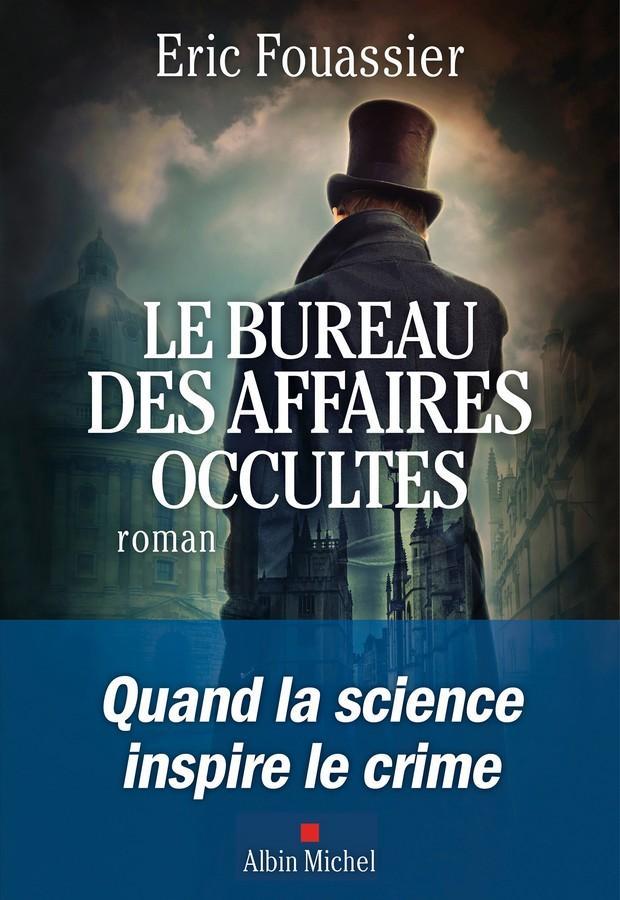 Eric Fouassier
LE BUREAU
DES AFFAIRES
OCCULTES
roman
Quand la science
inspire le crime
Albin Michel